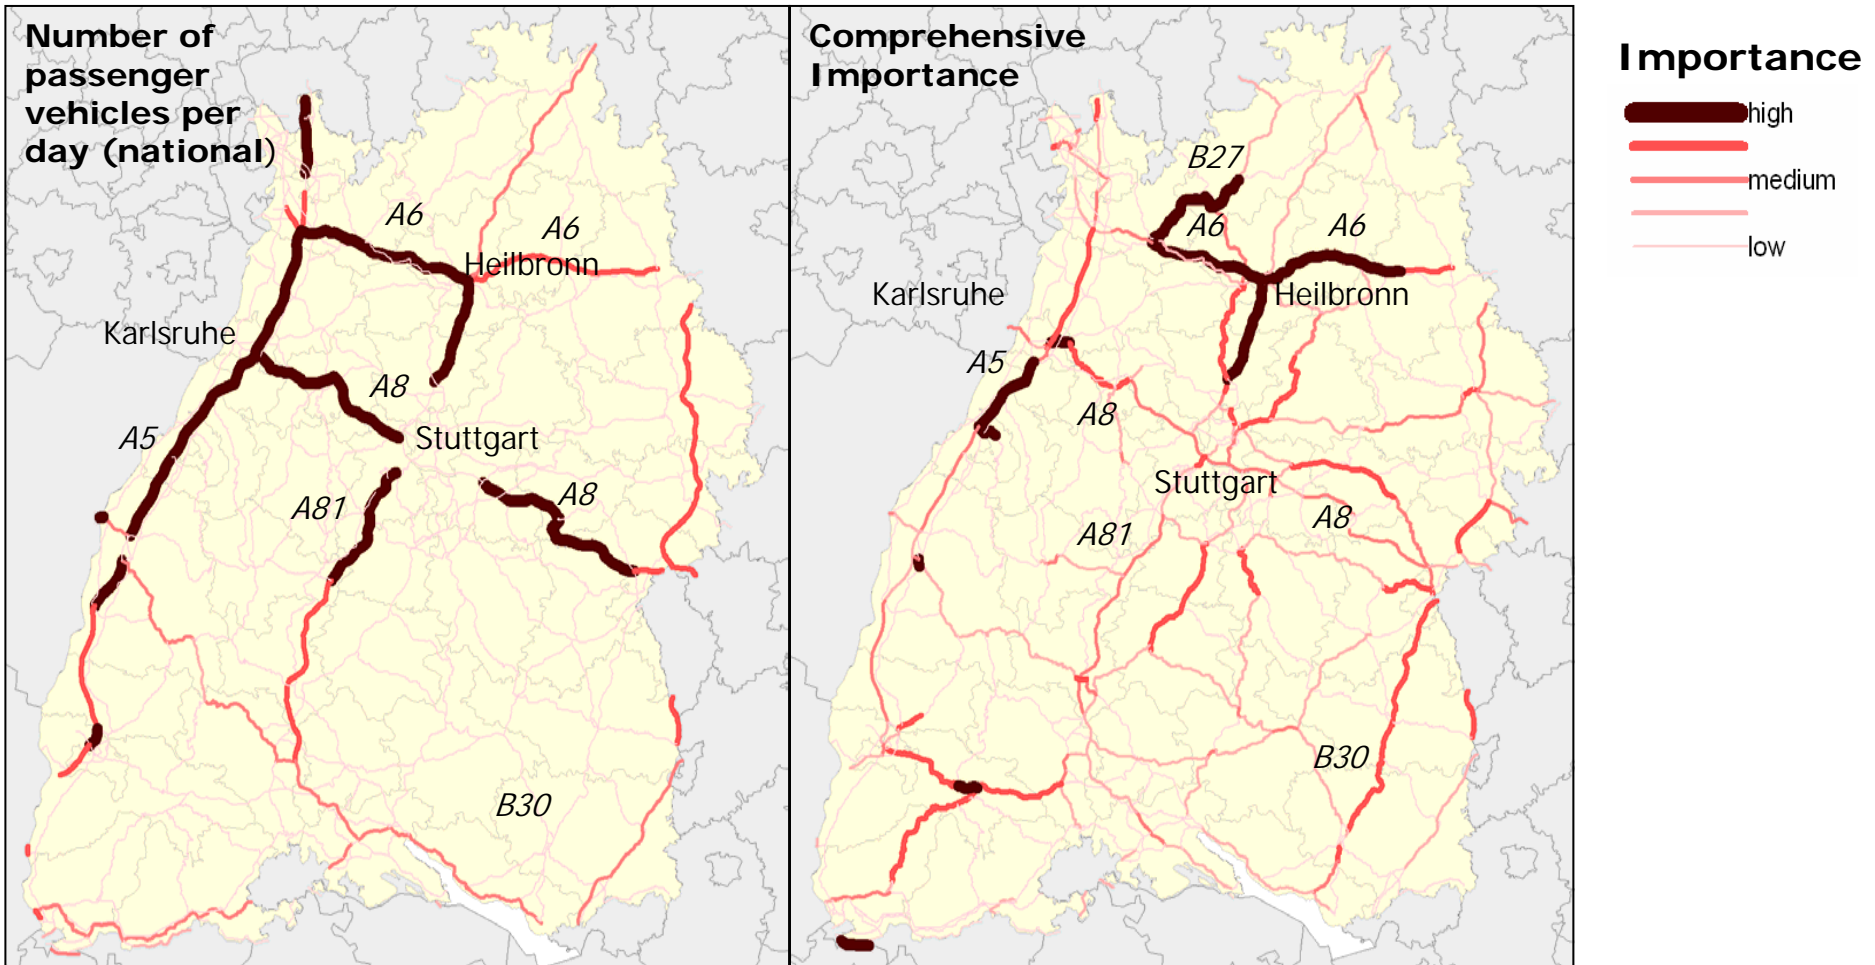 Number of
passenger
vehicles per
day (national)
A6
A6
Heilbronn
Karlsruhe
A8
A5
Stuttgart
A81
A8
B30
Comprehensive
Importance
B27
A6
A6
Karlsruhe
Heilbronn
A5
A8
Stuttgart
A81
A8
B30
Importance
high
medium
low